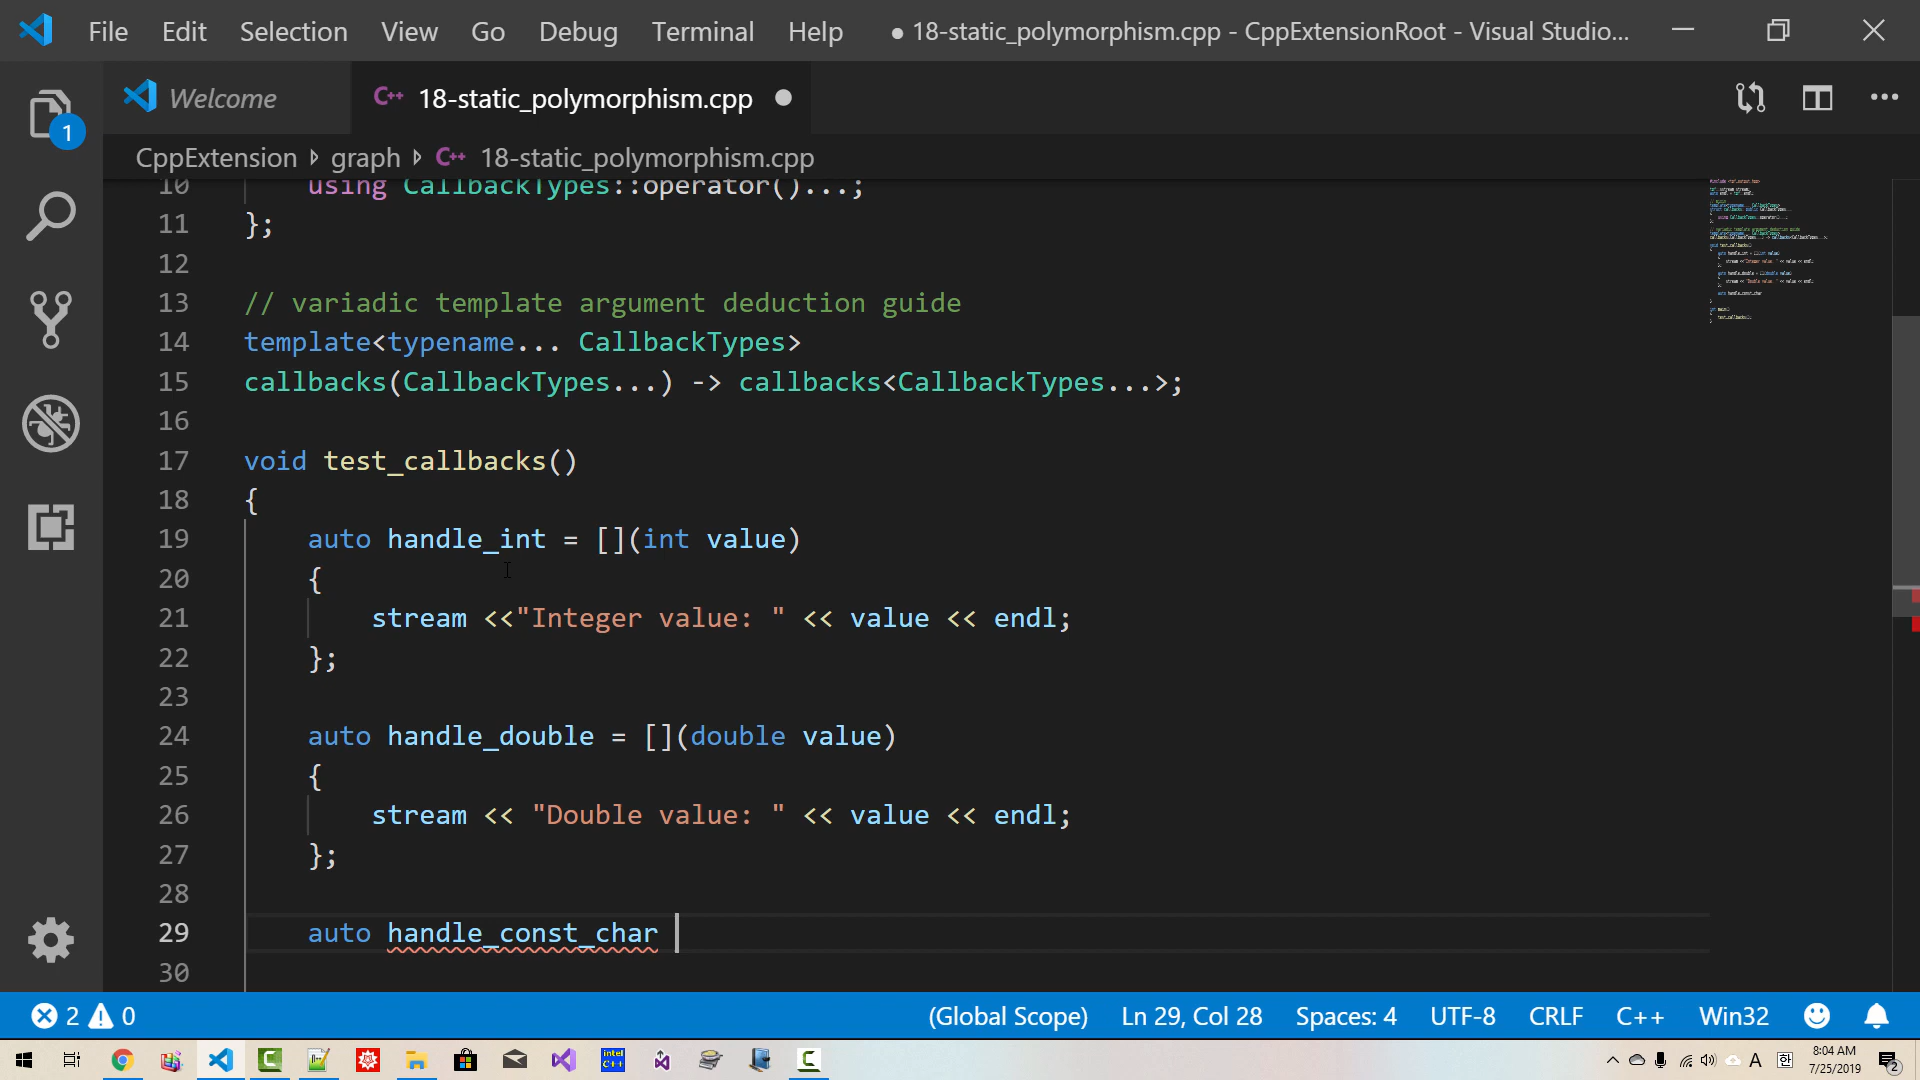 File Edit Selection View Go Debug Terminal Help ● 18-static_polymorphism.cpp - CppExtensionRoot - Visual Studio...
Welcome C++ 18-static_polymorphism.cpp
1
CppExtension graph C++ 18-static_polymorphism.cpp
10 using CallbackTypes::operator()...;
11 };
12
13 // variadic template argument deduction guide
14 template<typename... CallbackTypes>
15 callbacks(CallbackTypes...) -> callbacks<CallbackTypes...>;
16
17 void test_callbacks()
18 {
19 auto handle_int = [](int value)
20 {
21 stream <<"Integer value: " << value << endl;
22 };
23
24 auto handle_double = [](double value)
25 {
26 stream << "Double value: " << value << endl;
27 };
28
29 auto handle_const_char
30
2 0 (Global Scope) Ln 29, Col 28 Spaces: 4 UTF-8 CRLF C++ Win32
intel C++
A 한 8:04 AM
7/25/2019 2